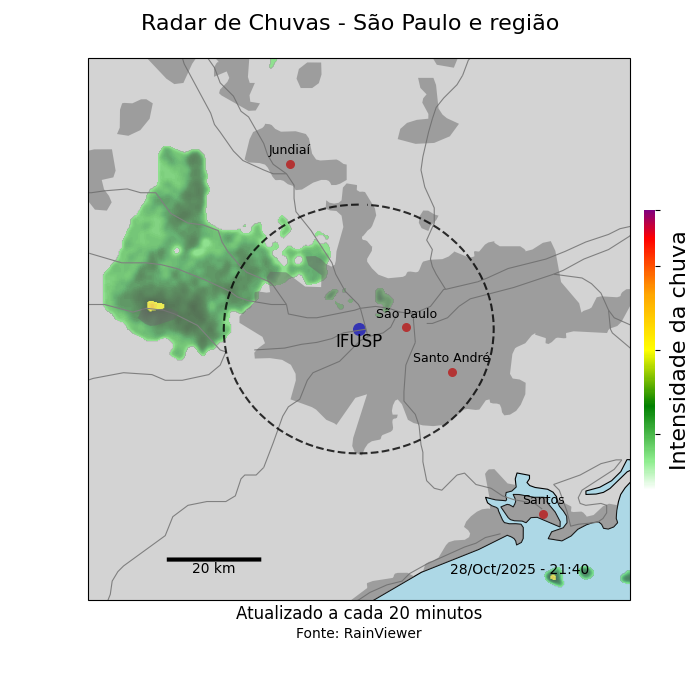 Radar de Chuvas - São Paulo e região
Jundiaí
São Paulo
IFUSP
Santo André
Santos
28/Oct/2025 - 21:40
20 km
Intensidade da chuva
Atualizado a cada 20 minutos
Fonte: RainViewer